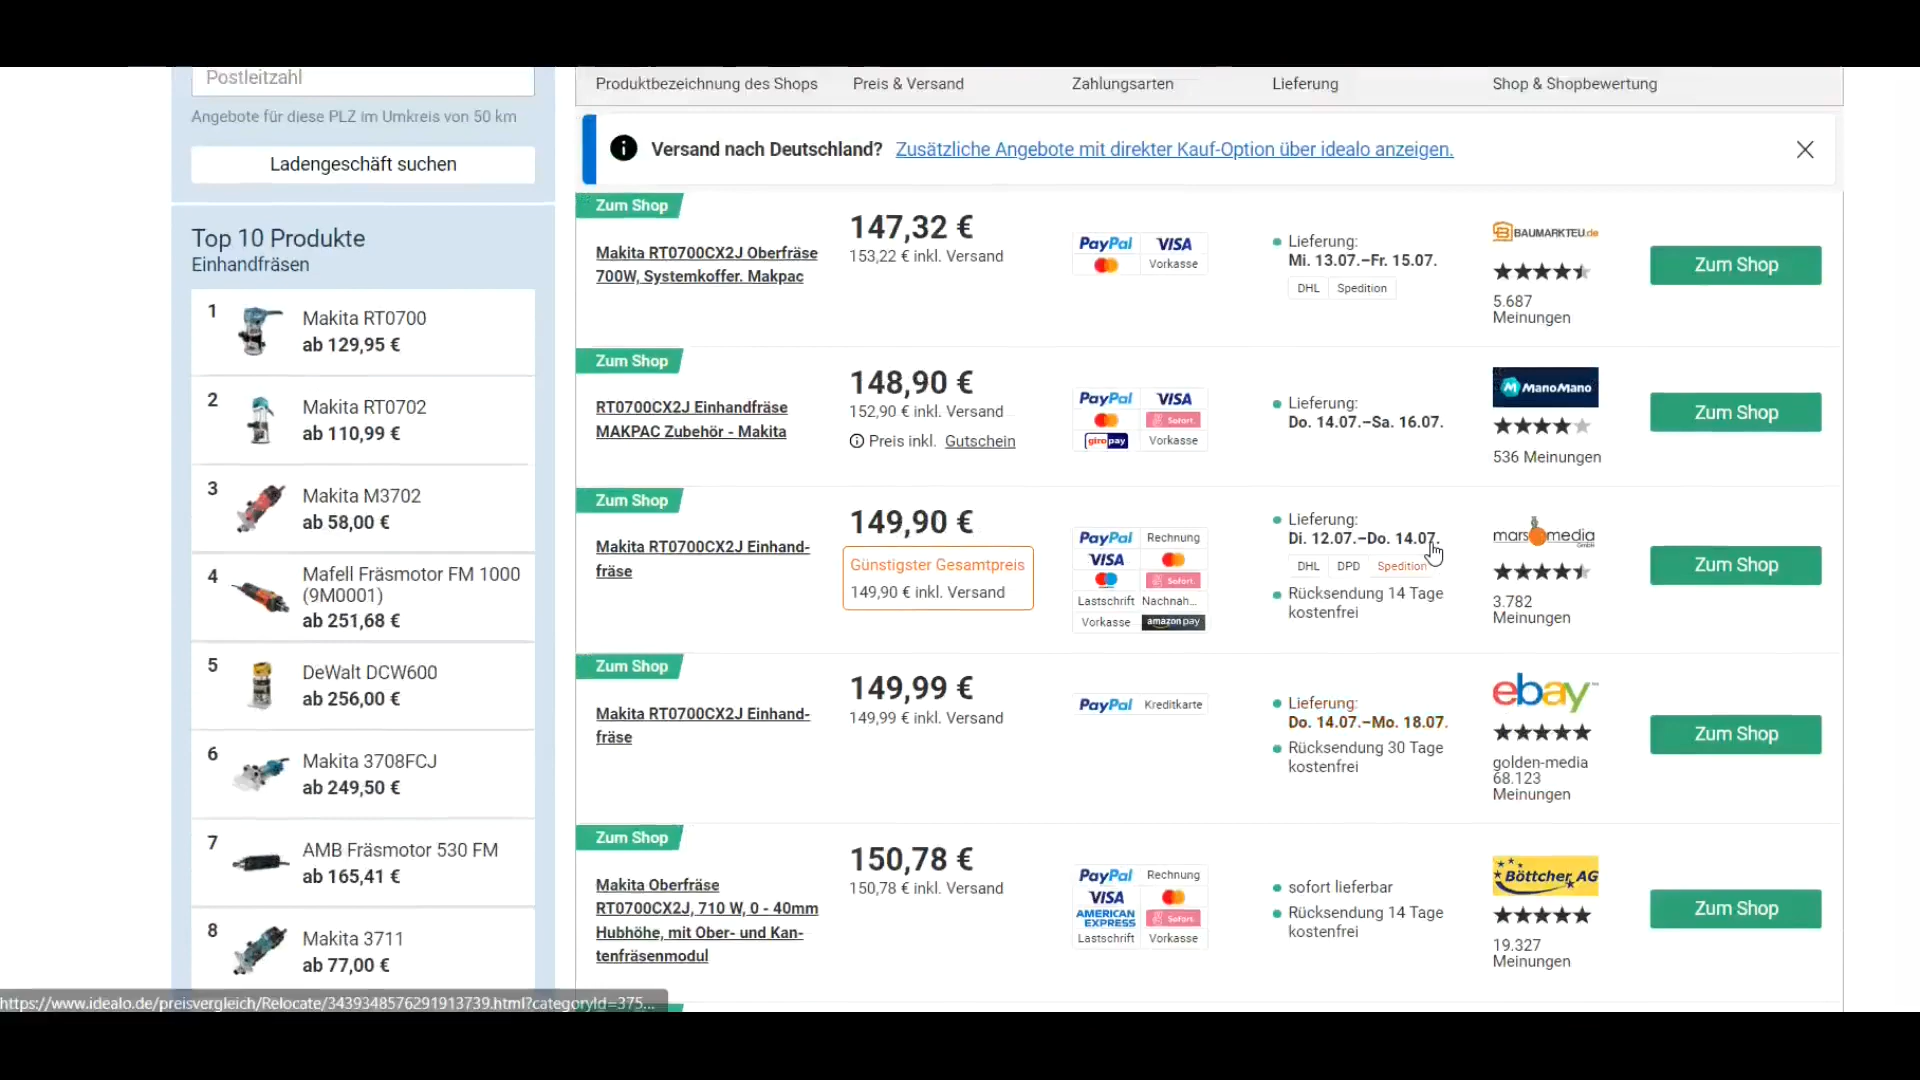 Postleitzahl
Angebote für diese PLZ im Umkreis von 50 km
Ladengeschäft suchen
Top 10 Produkte
Einhandfräsen
1
Makita RT0700
ab 129,95 €
2
Makita RT0702
ab 110,99 €
3
Makita M3702
ab 58,00 €
4
Mafell Fräsmotor FM 1000
(9M0001)
ab 251,68 €
5
DeWalt DCW600
ab 256,00 €
6
Makita 3708FCJ
ab 249,50 €
7
AMB Fräsmotor 530 FM
ab 165,41 €
8
Makita 3711
ab 77,00 €
Produktbezeichnung des Shops Preis & Versand Zahlungsarten Lieferung Shop & Shopbewertung
Versand nach Deutschland? Zusätzliche Angebote mit direkter Kauf-Option über idealo anzeigen.
Zum Shop
Makita RT0700CX2J Oberfräse
700W, Systemkoffer. Makpac
147,32 €
153,22 € inkl. Versand
PayPal VISA
Vorkasse
Lieferung:
Mi. 13.07.–Fr. 15.07.
DHL Spedition
BAUMARKTEU.de
5.687
Meinungen
Zum Shop
Zum Shop
RT0700CX2J Einhandfräse
MAKPAC Zubehör - Makita
148,90 €
152,90 € inkl. Versand
Preis inkl. Gutschein
PayPal VISA
Sofort.
giropay Vorkasse
Lieferung:
Do. 14.07.–Sa. 16.07.
ManoMano
536 Meinungen
Zum Shop
Zum Shop
Makita RT0700CX2J Einhand-
fräse
149,90 €
Günstigster Gesamtpreis
149,90 € inkl. Versand
PayPal Rechnung
VISA
Sofort.
Lastschrift Nachnah...
Vorkasse amazon pay
Lieferung:
Di. 12.07.–Do. 14.07.
DHL DPD Spedition
Rücksendung 14 Tage
kostenfrei
mars media
GmbH
3.782
Meinungen
Zum Shop
Zum Shop
Makita RT0700CX2J Einhand-
fräse
149,99 €
149,99 € inkl. Versand
PayPal Kreditkarte
Lieferung:
Do. 14.07.–Mo. 18.07.
Rücksendung 30 Tage
kostenfrei
ebay
golden-media
68.123
Meinungen
Zum Shop
Zum Shop
Makita Oberfräse
RT0700CX2J, 710 W, 0 - 40mm
Hubhöhe, mit Ober- und Kan-
tenfräsenmodul
150,78 €
150,78 € inkl. Versand
PayPal Rechnung
VISA
AMERICAN EXPRESS Sofort.
Lastschrift Vorkasse
sofort lieferbar
Rücksendung 14 Tage
kostenfrei
Böttcher AG
19.327
Meinungen
Zum Shop
https://www.idealo.de/preisvergleich/Relocate/3439348576291913739.html?categoryId=375...